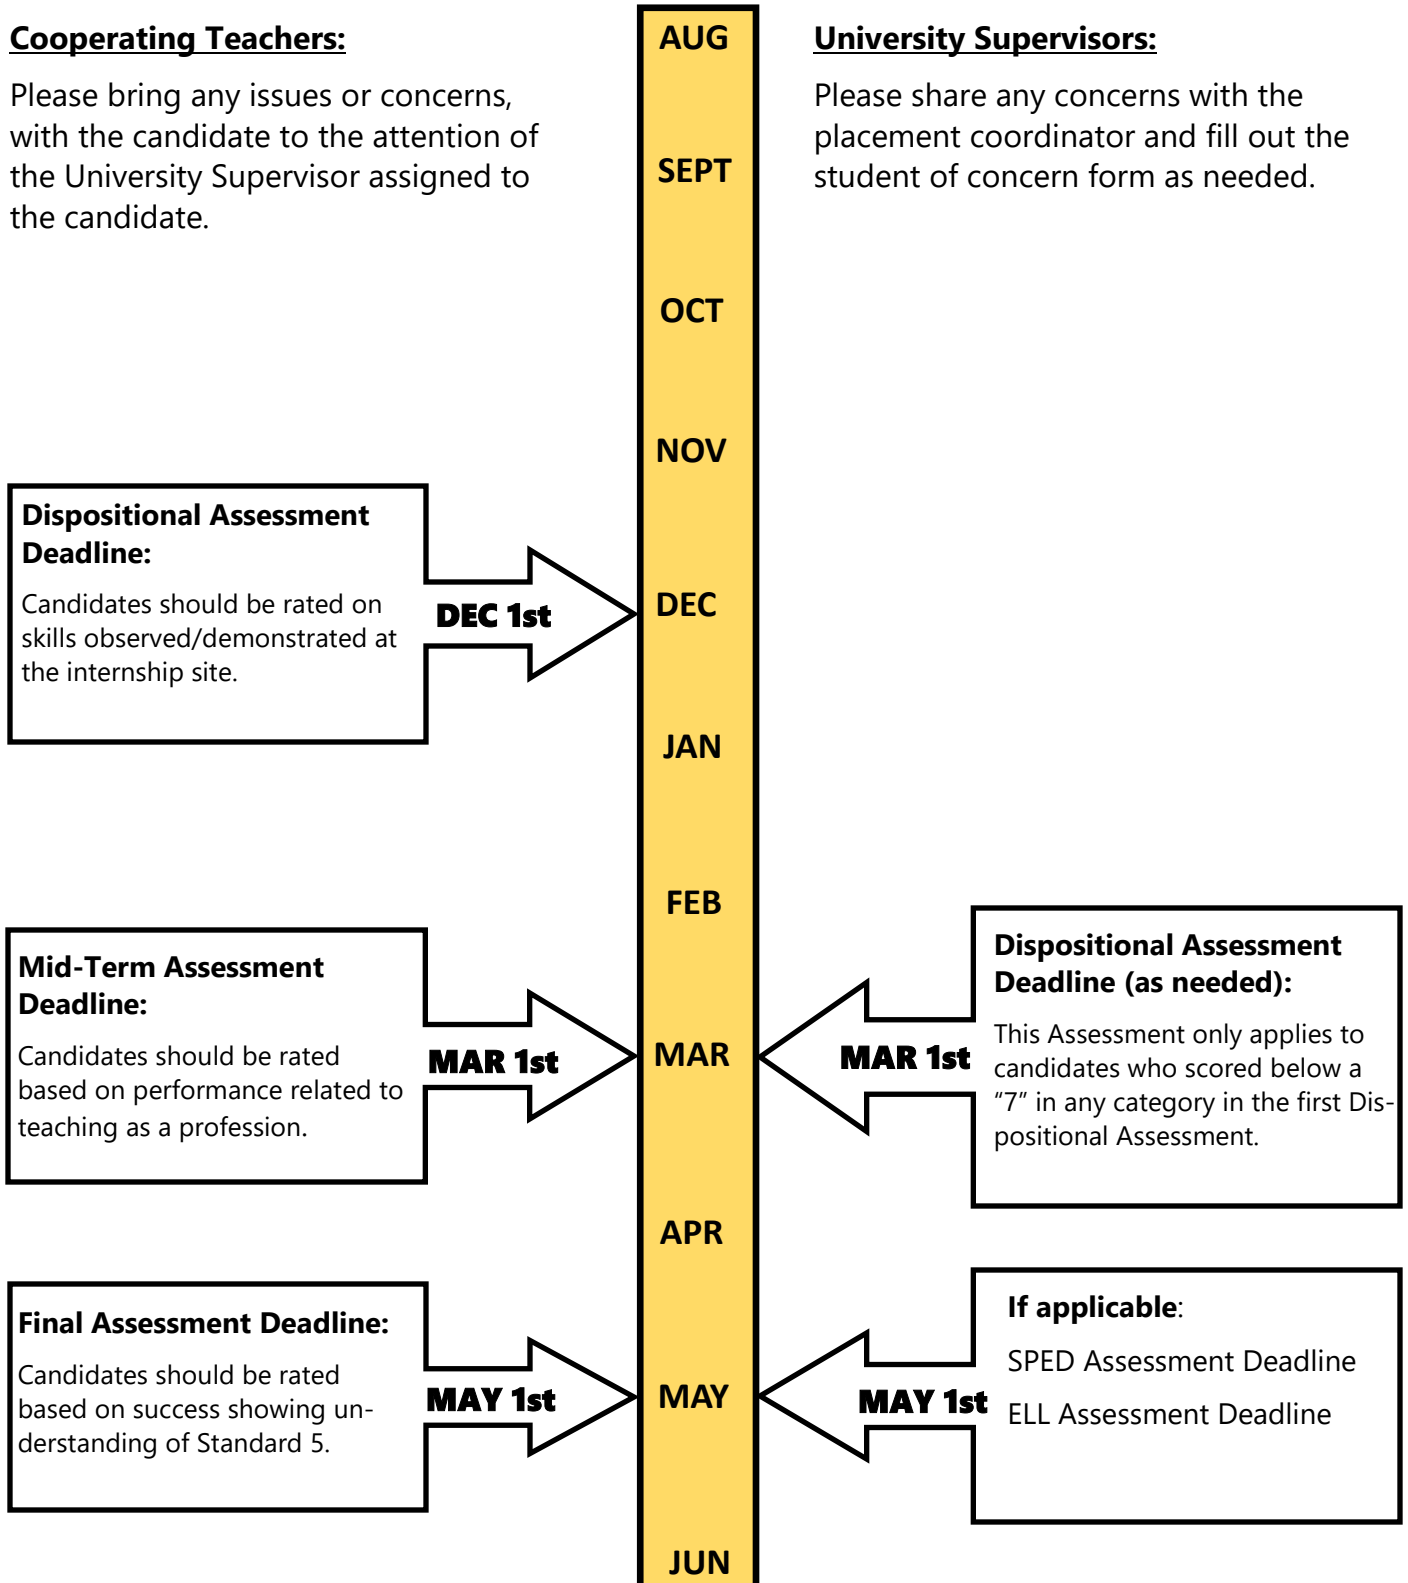 Cooperating Teachers:
Please bring any issues or concerns,
with the candidate to the attention of
the University Supervisor assigned to
the candidate.
University Supervisors:
Please share any concerns with the
placement coordinator and fill out the
student of concern form as needed.
AUG
SEPT
OCT
NOV
Dispositional Assessment
Deadline:
Candidates should be rated on
skills observed/demonstrated at
the internship site.
DEC 1st
DEC
JAN
FEB
Mid-Term Assessment
Deadline:
Candidates should be rated
based on performance related to
teaching as a profession.
MAR 1st
MAR
MAR 1st
Dispositional Assessment
Deadline (as needed):
This Assessment only applies to
candidates who scored below a
“7” in any category in the first Dis-
positional Assessment.
APR
Final Assessment Deadline:
Candidates should be rated
based on success showing un-
derstanding of Standard 5.
MAY 1st
MAY
MAY 1st
If applicable:
SPED Assessment Deadline
ELL Assessment Deadline
JUN